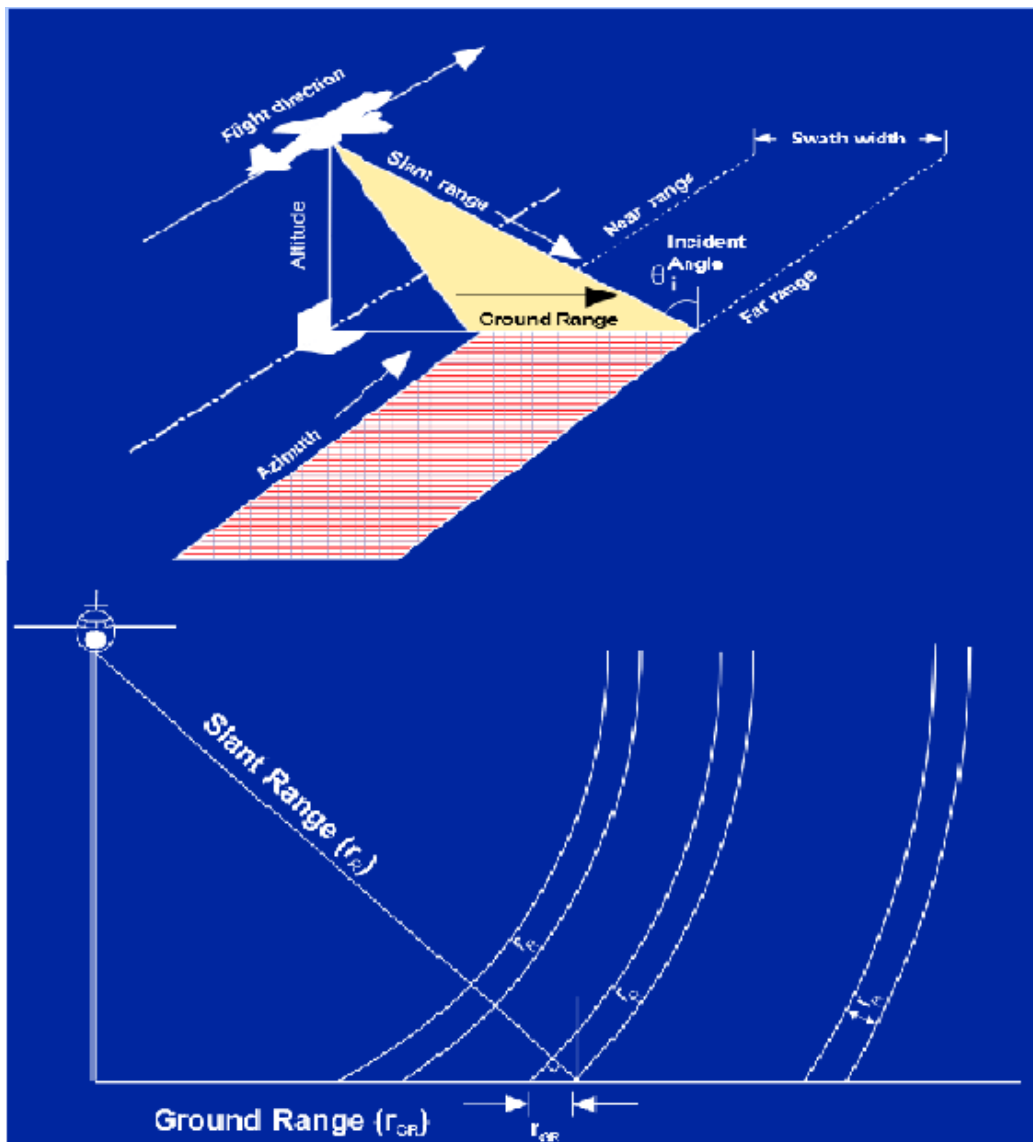 Flight direction
Swath width
Slant range
Near range
Altitude
Incident
Angle
θi
Far range
Ground Range
Azimuth
Slant Range (rR)
rR
rR
rR
Ground Range (rGR)
rGR